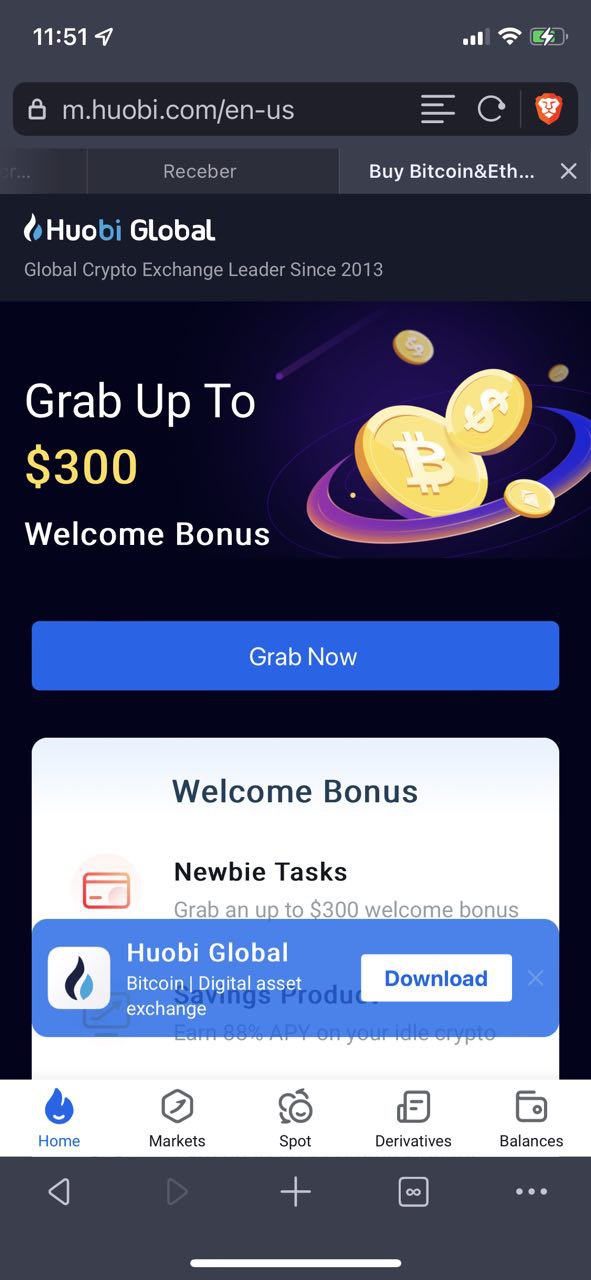 11:51
m.huobi.com/en-us
cr...
Receber
Buy Bitcoin&Eth...
Huobi Global
Global Crypto Exchange Leader Since 2013
Grab Up To
$300
Welcome Bonus
Grab Now
Welcome Bonus
Newbie Tasks
Grab an up to $300 welcome bonus
Huobi Global
Bitcoin | Digital asset
exchange
Download
Savings Product
Earn 88% APY on your idle crypto
Home
Markets
Spot
Derivatives
Balances